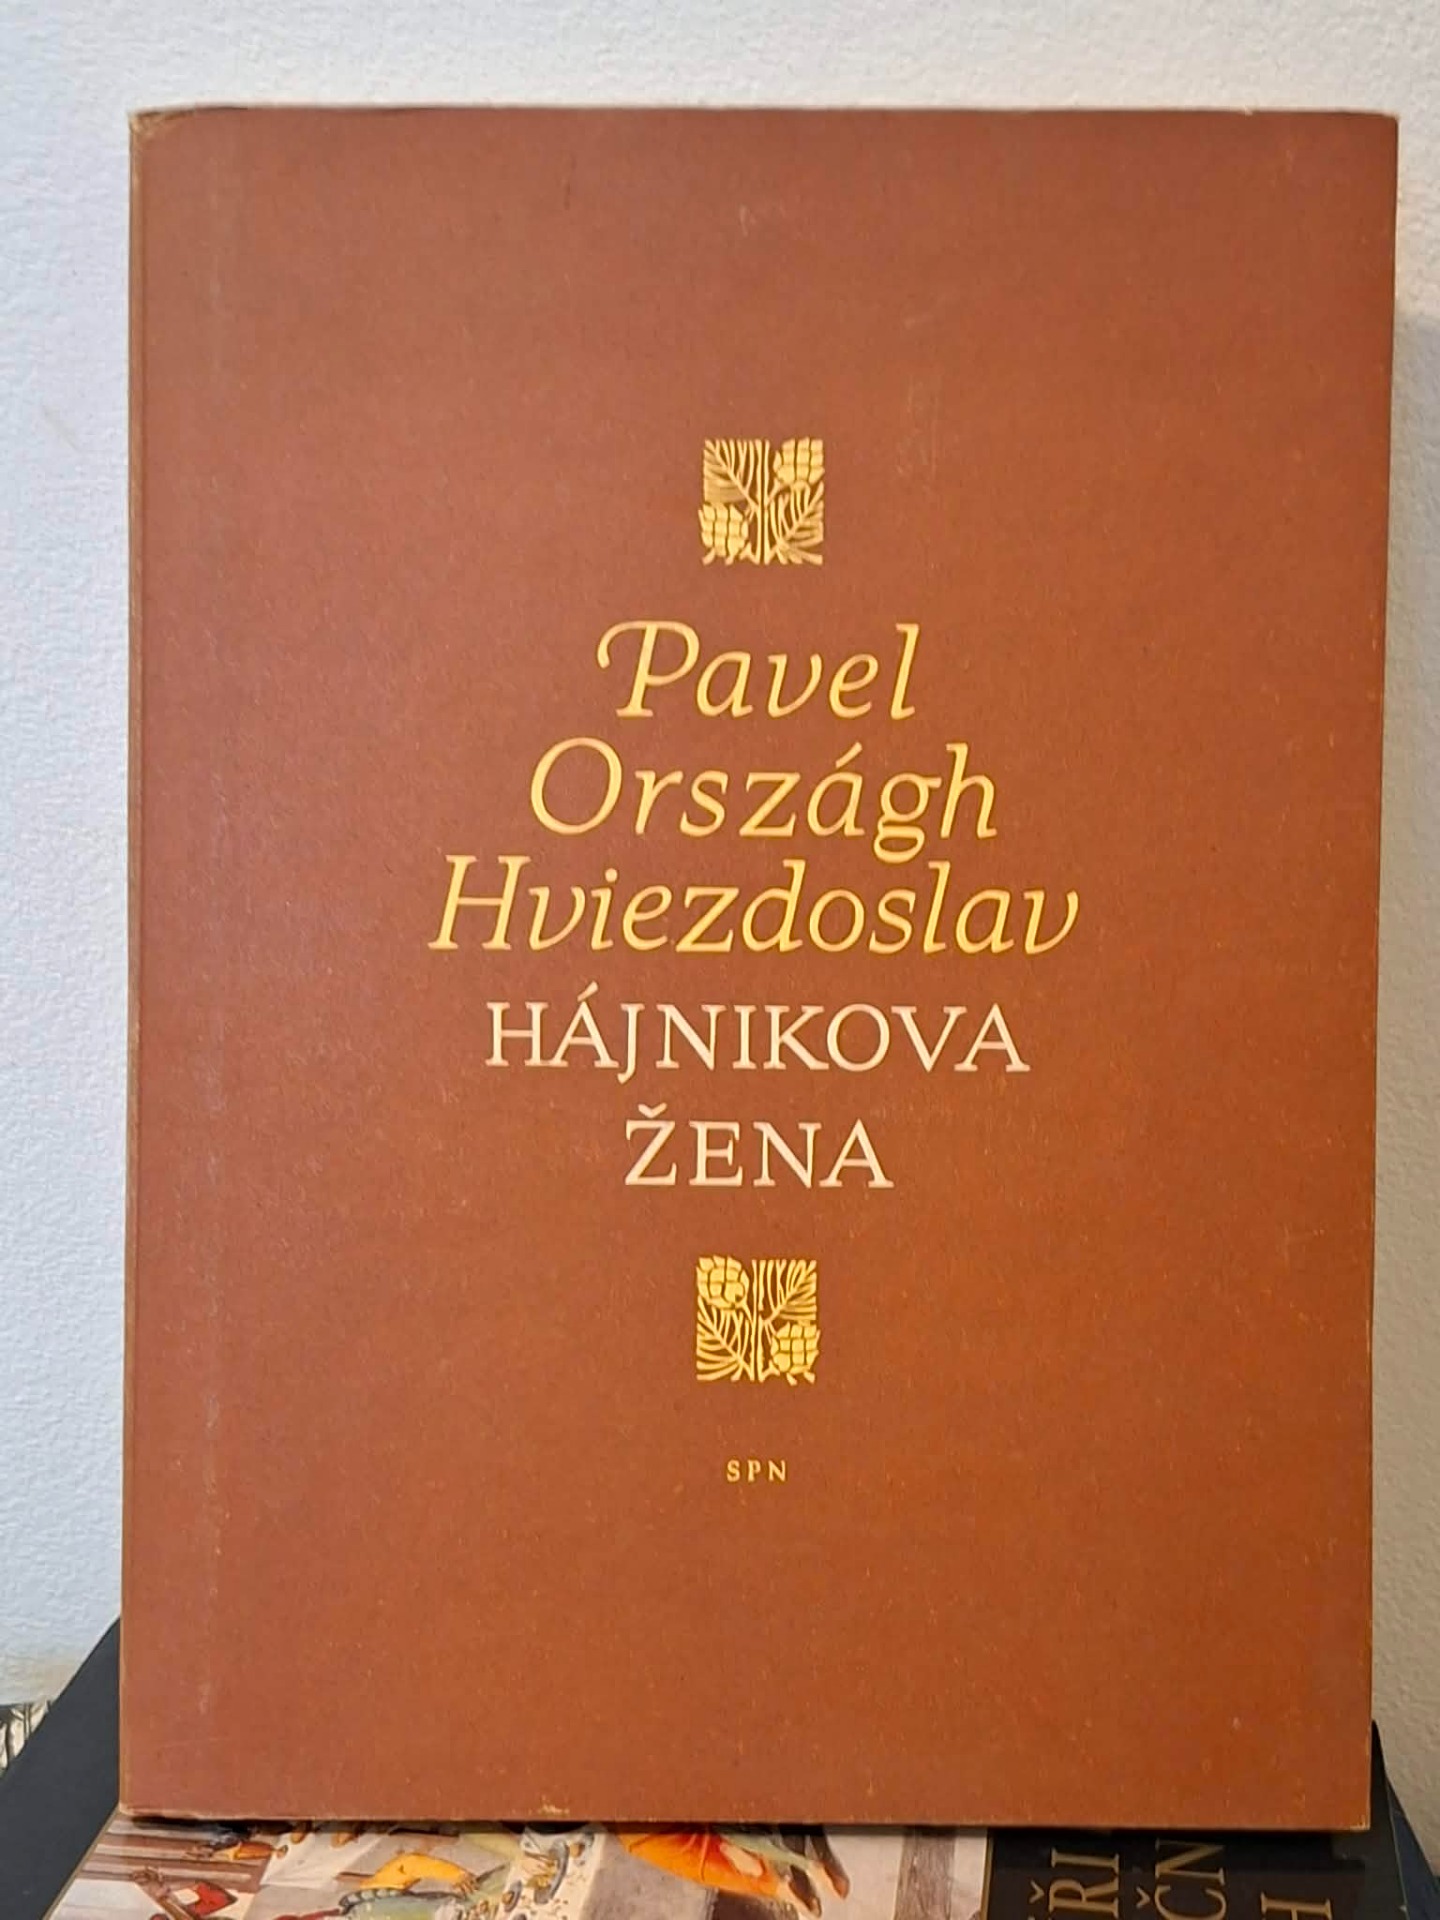 Pavel
Országh
Hviezdoslav
HÁJNIKOVA
ŽENA
SPN